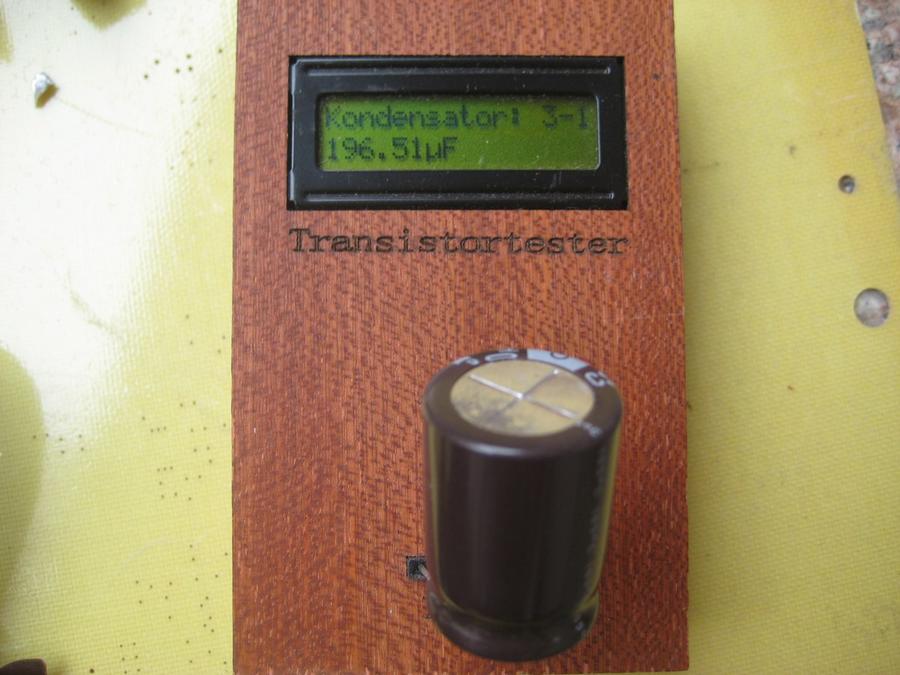 Kondensator: 3-1
196.51µF
Transistortester